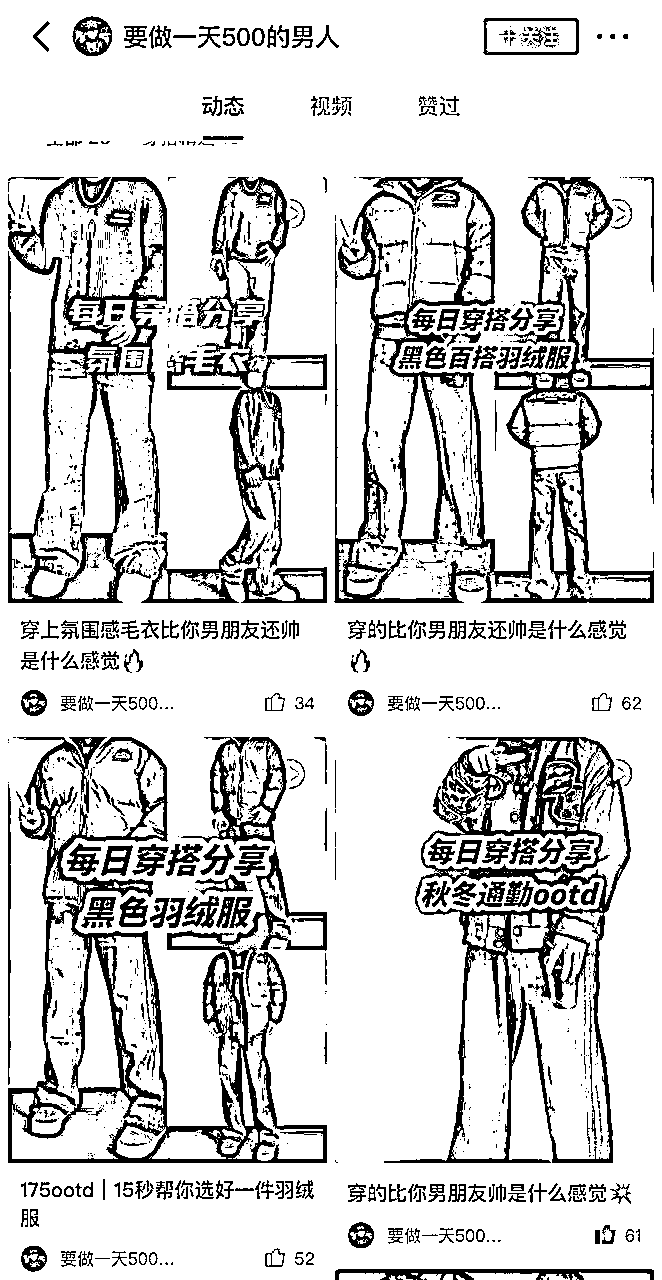 要做一天500的男人
动态 视频 赞过
每日穿搭分享
每日穿搭分享
黑色百搭羽绒服
穿上氛围感毛衣比你男朋友还帅
是什么感觉🔥
要做一天500... 34
穿的比你男朋友还帅是什么感觉
🔥
要做一天500... 62
每日穿搭分享
黑色羽绒服
每日穿搭分享
秋冬通勤ootd
175ootd｜15秒帮你选好一件羽绒
服
要做一天500... 52
穿的比你男朋友帅是什么感觉💥
要做一天500... 61